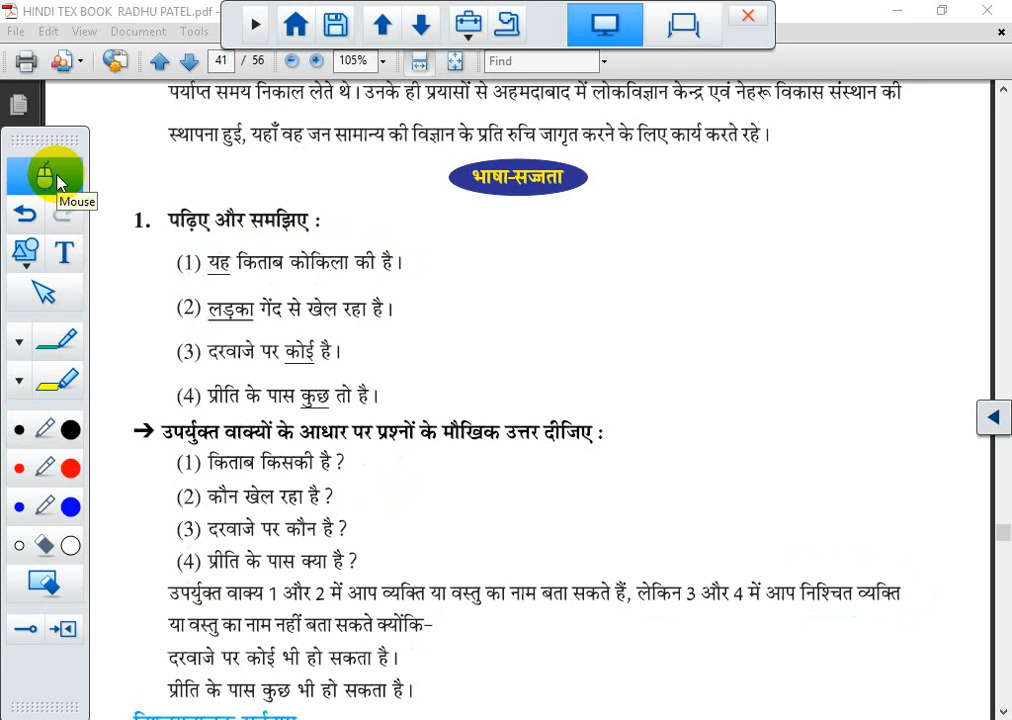 HINDI TEX BOOK RADHU PATEL.pdf -
File Edit View Document Tools
41 / 56 105% Find
पर्याप्त समय निकाल लेते थे। उनके ही प्रयासों से अहमदाबाद में लोकविज्ञान केन्द्र एवं नेहरू विकास संस्थान की
स्थापना हुई, यहाँ वह जन सामान्य की विज्ञान के प्रति रुचि जागृत करने के लिए कार्य करते रहे।
भाषा-सज्जता
Mouse
1. पढ़िए और समझिए :
(1) यह किताब कोकिला की है।
(2) लड़का गेंद से खेल रहा है।
T
(3) दरवाजे पर कोई है।
(4) प्रीति के पास कुछ तो है।
➔ उपर्युक्त वाक्यों के आधार पर प्रश्नों के मौखिक उत्तर दीजिए :
(1) किताब किसकी है ?
(2) कौन खेल रहा है ?
(3) दरवाजे पर कौन है ?
(4) प्रीति के पास क्या है ?
उपर्युक्त वाक्य 1 और 2 में आप व्यक्ति या वस्तु का नाम बता सकते हैं, लेकिन 3 और 4 में आप निश्चित व्यक्ति
या वस्तु का नाम नहीं बता सकते क्योंकि–
दरवाजे पर कोई भी हो सकता है।
प्रीति के पास कुछ भी हो सकता है।